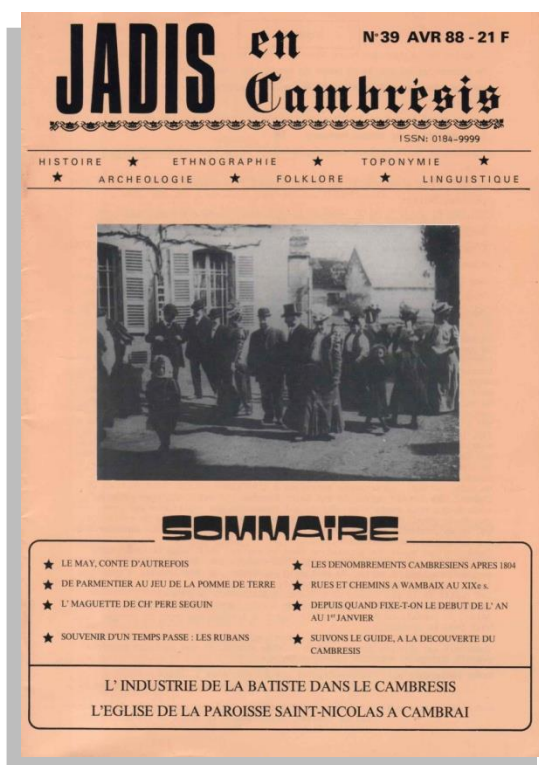 JADIS en Cambrésis
N°39 AVR 88 - 21 F
ISSN: 0184-9999
HISTOIRE ★ ETHNOGRAPHIE ★ TOPONYMIE ★
★ ARCHEOLOGIE ★ FOLKLORE ★ LINGUISTIQUE
SOMMAIRE
★ LE MAY, CONTE D'AUTREFOIS
★ DE PARMENTIER AU JEU DE LA POMME DE TERRE
★ L' MAGUETTE DE CH' PERE SEGUIN
★ SOUVENIR D'UN TEMPS PASSE : LES RUBANS
★ LES DENOMBREMENTS CAMBRESIENS APRES 1804
★ RUES ET CHEMINS A WAMBAIX AU XIXe s.
★ DEPUIS QUAND FIXE-T-ON LE DEBUT DE L' AN
AU 1er JANVIER
★ SUIVONS LE GUIDE, A LA DECOUVERTE DU
CAMBRESIS
L' INDUSTRIE DE LA BATISTE DANS LE CAMBRESIS
L'EGLISE DE LA PAROISSE SAINT-NICOLAS A CAMBRAI